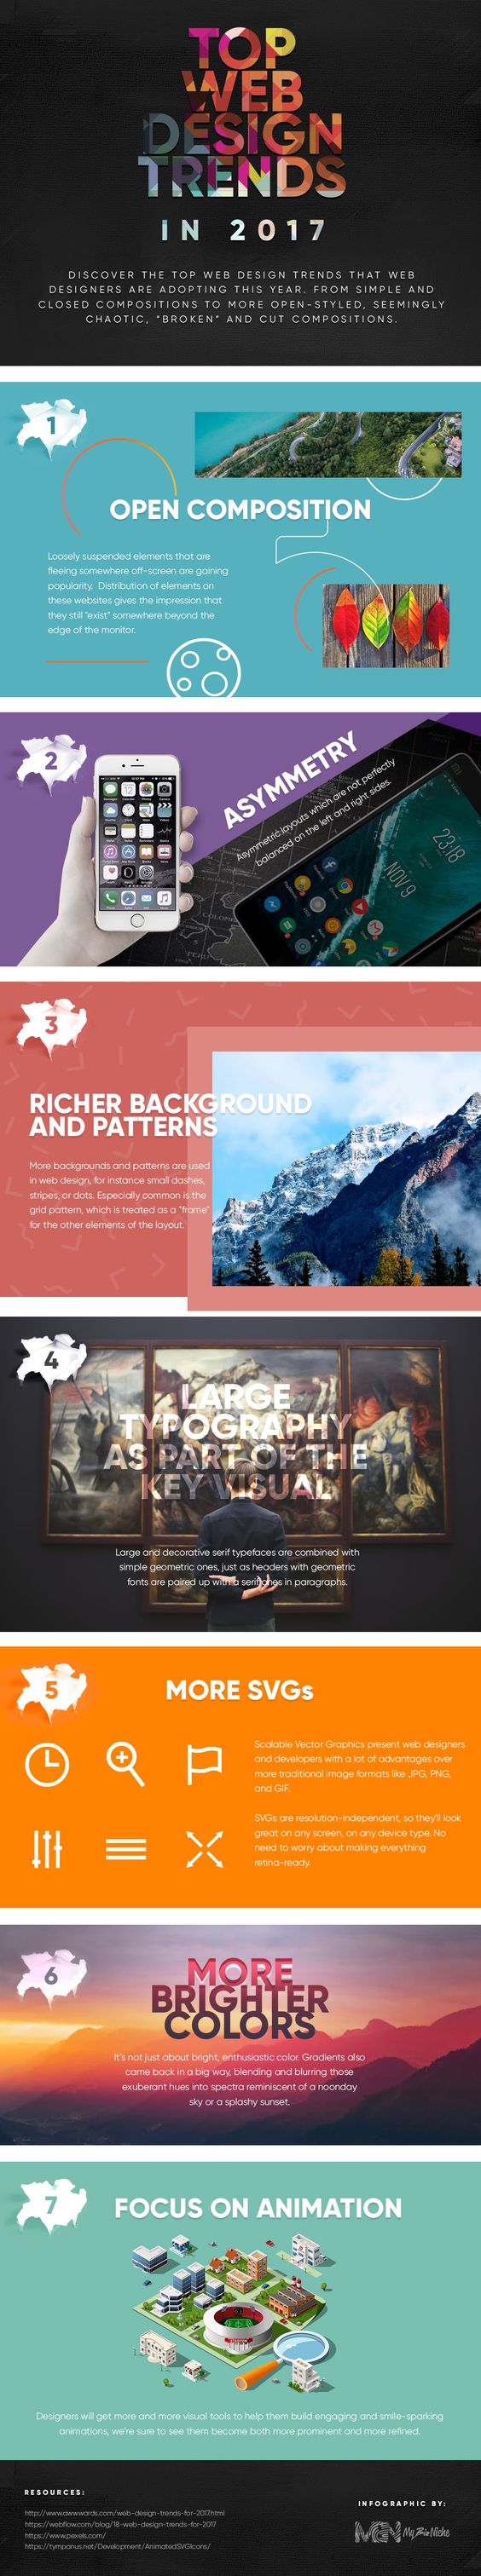 TOP
WEB
DESIGN
TRENDS
IN 2017
DISCOVER THE TOP WEB DESIGN TRENDS THAT WEB
DESIGNERS ARE ADOPTING THIS YEAR. FROM SIMPLE AND
CLOSED COMPOSITIONS TO MORE OPEN-STYLED, SEEMINGLY
CHAOTIC, "BROKEN" AND CUT COMPOSITIONS.
1
OPEN COMPOSITION
Loosely suspended elements that are
fleeing somewhere off-screen are gaining
popularity. Distribution of elements on
these websites gives the impression that
they still "exist" somewhere beyond the
edge of the monitor.
2
ASYMMETRY
Asymmetric layouts which are not perfectly
balanced on the left and right sides.
23:18
NOV 9
3
RICHER BACKGROUND
AND PATTERNS
More backgrounds and patterns are used
in web design, for instance small dashes,
stripes, or dots. Especially common is the
grid pattern, which is treated as a "frame"
for the other elements of the layout.
4
LARGE
TYPOGRAPHY
AS PART OF THE
KEY VISUAL
Large and decorative serif typefaces are combined with
simple geometric ones, just as headers with geometric
fonts are paired up with a serif ones in paragraphs.
5
MORE SVGs
Scalable Vector Graphics present web designers
and developers with a lot of advantages over
more traditional image formats like JPG, PNG,
and GIF.
SVGs are resolution-independent, so they'll look
great on any screen, on any device type. No
need to worry about making everything
retina-ready.
6
MORE
BRIGHTER
COLORS
It's not just about bright, enthusiastic color. Gradients also
came back in a big way, blending and blurring those
exuberant hues into spectra reminiscent of a noonday
sky or a splashy sunset.
7
FOCUS ON ANIMATION
Designers will get more and more visual tools to help them build engaging and smile-sparking
animations, we're sure to see them become both more prominent and more refined.
RESOURCES:
http://www.awwwards.com/web-design-trends-for-2017.html
https://webflow.com/blog/18-web-design-trends-for-2017
https://www.pexels.com/
https://tympanus.net/Development/AnimatedSVGIcons/
INFOGRAPHIC BY:
My Biz Niche